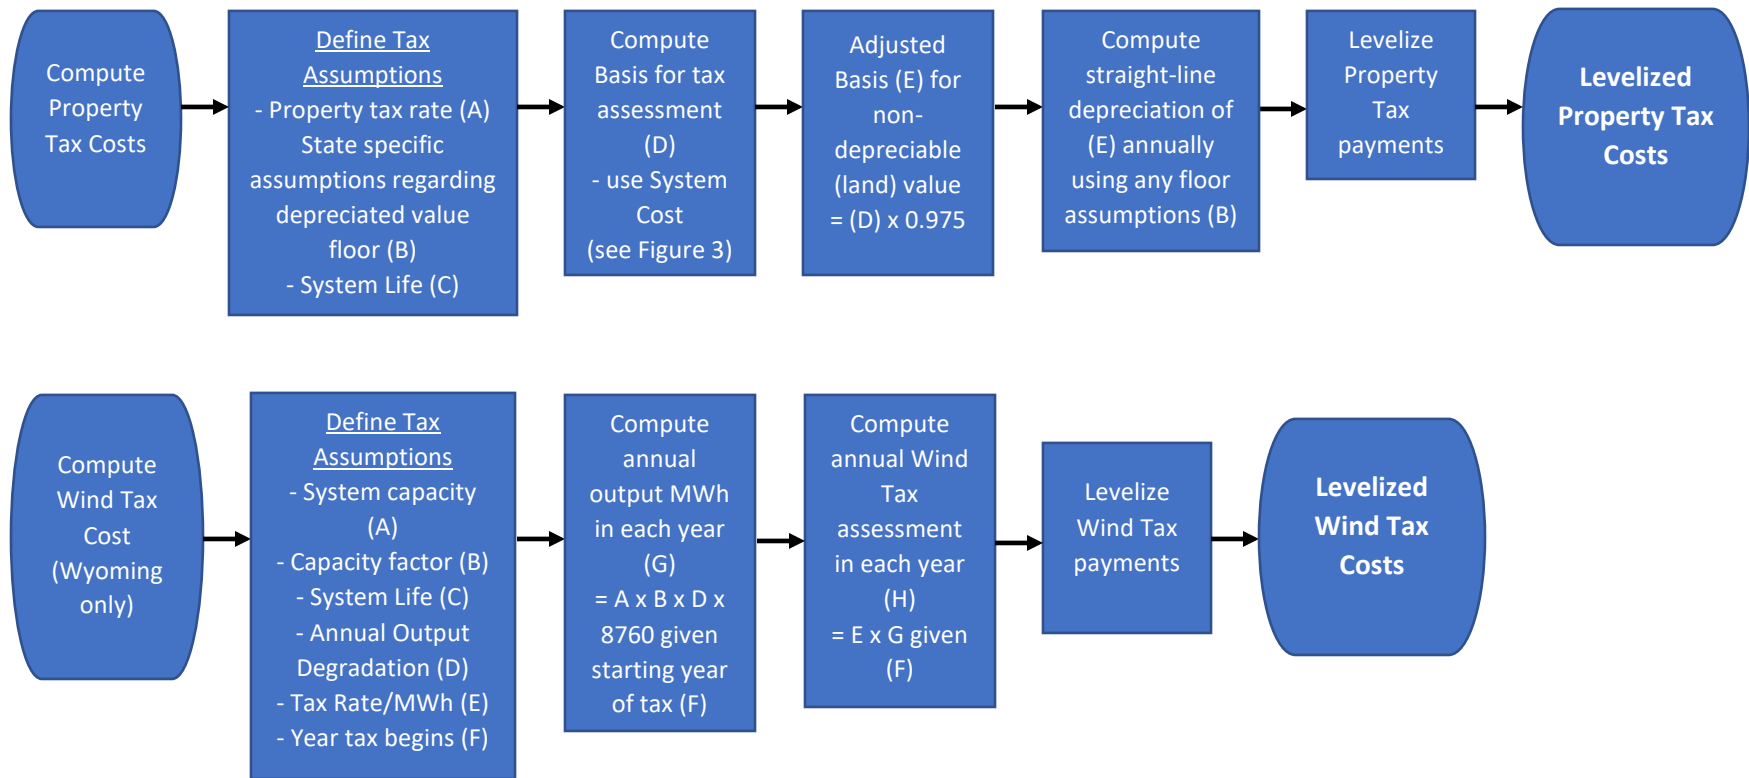 Compute
Property
Tax Costs
Define Tax
Assumptions
- Property tax rate (A)
State specific
assumptions regarding
depreciated value
floor (B)
- System Life (C)
Compute
Basis for tax
assessment
(D)
- use System
Cost
(see Figure 3)
Adjusted
Basis (E) for
non-
depreciable
(land) value
= (D) x 0.975
Compute
straight-line
depreciation of
(E) annually
using any floor
assumptions (B)
Levelize
Property
Tax
payments
Levelized
Property Tax
Costs
Compute
Wind Tax
Cost
(Wyoming
only)
Define Tax
Assumptions
- System capacity
(A)
- Capacity factor (B)
- System Life (C)
- Annual Output
Degradation (D)
- Tax Rate/MWh (E)
- Year tax begins (F)
Compute
annual
output MWh
in each year
(G)
= A x B x D x
8760 given
starting year
of tax (F)
Compute
annual Wind
Tax
assessment
in each year
(H)
= E x G given
(F)
Levelize
Wind Tax
payments
Levelized
Wind Tax
Costs